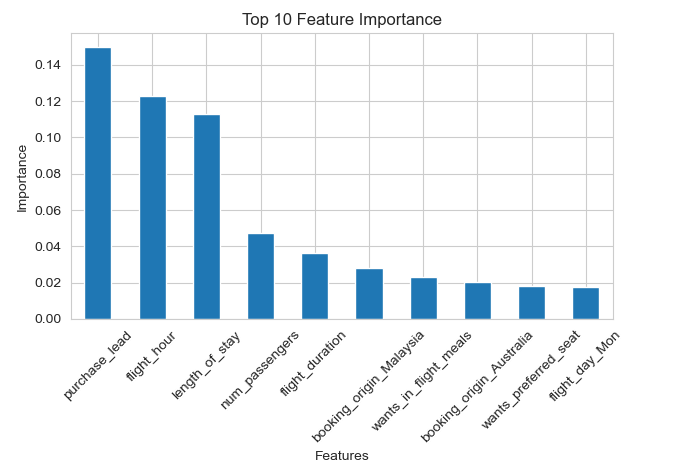 Top 10 Feature Importance
Importance
0.14
0.12
0.10
0.08
0.06
0.04
0.02
0.00
purchase_lead
flight_hour
length_of_stay
num_passengers
flight_duration
booking_origin_Malaysia
wants_in_flight_meals
booking_origin_Australia
wants_preferred_seat
flight_day_Mon
Features